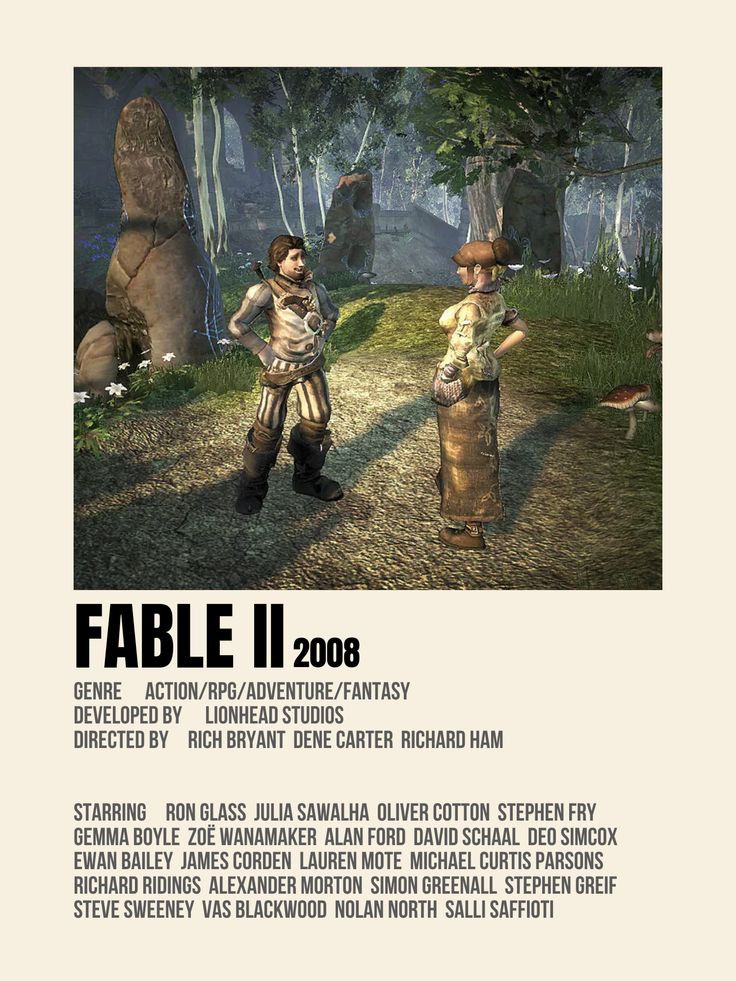 FABLE II 2008
GENRE ACTION/RPG/ADVENTURE/FANTASY
DEVELOPED BY LIONHEAD STUDIOS
DIRECTED BY RICH BRYANT DENE CARTER RICHARD HAM
STARRING RON GLASS JULIA SAWALHA OLIVER COTTON STEPHEN FRY
GEMMA BOYLE ZOË WANAMAKER ALAN FORD DAVID SCHAAL DEO SIMCOX
EWAN BAILEY JAMES CORDEN LAUREN MOTE MICHAEL CURTIS PARSONS
RICHARD RIDINGS ALEXANDER MORTON SIMON GREENALL STEPHEN GREIF
STEVE SWEENEY VAS BLACKWOOD NOLAN NORTH SALLI SAFFIOTI